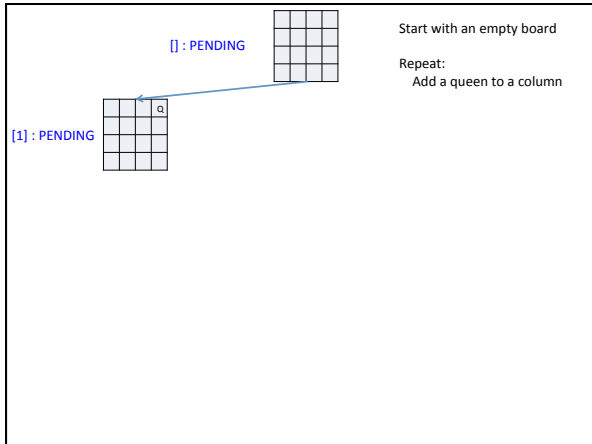 Start with an empty board
[] : PENDING
Repeat:
Add a queen to a column
Q
[1] : PENDING